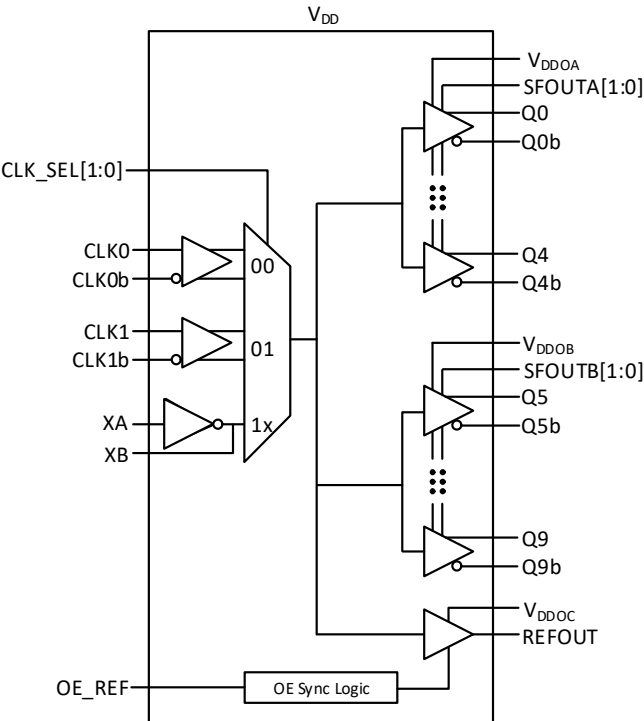 VDD
VDDOA
SFOUTA[1:0]
Q0
Q0b
CLK_SEL[1:0]
CLK0
CLK0b
00
Q4
Q4b
CLK1
CLK1b
01
VDDOB
SFOUTB[1:0]
Q5
Q5b
XA
XB
1x
Q9
Q9b
VDDOC
REFOUT
OE_REF
OE Sync Logic